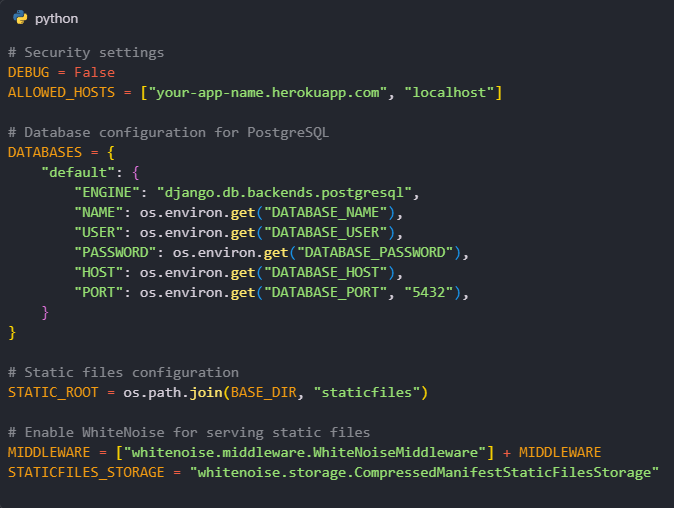 python
# Security settings
DEBUG = False
ALLOWED_HOSTS = ["your-app-name.herokuapp.com", "localhost"]
# Database configuration for PostgreSQL
DATABASES = {
    "default": {
        "ENGINE": "django.db.backends.postgresql",
        "NAME": os.environ.get("DATABASE_NAME"),
        "USER": os.environ.get("DATABASE_USER"),
        "PASSWORD": os.environ.get("DATABASE_PASSWORD"),
        "HOST": os.environ.get("DATABASE_HOST"),
        "PORT": os.environ.get("DATABASE_PORT", "5432"),
    }
}
# Static files configuration
STATIC_ROOT = os.path.join(BASE_DIR, "staticfiles")
# Enable WhiteNoise for serving static files
MIDDLEWARE = ["whitenoise.middleware.WhiteNoiseMiddleware"] + MIDDLEWARE
STATICFILES_STORAGE = "whitenoise.storage.CompressedManifestStaticFilesStorage"